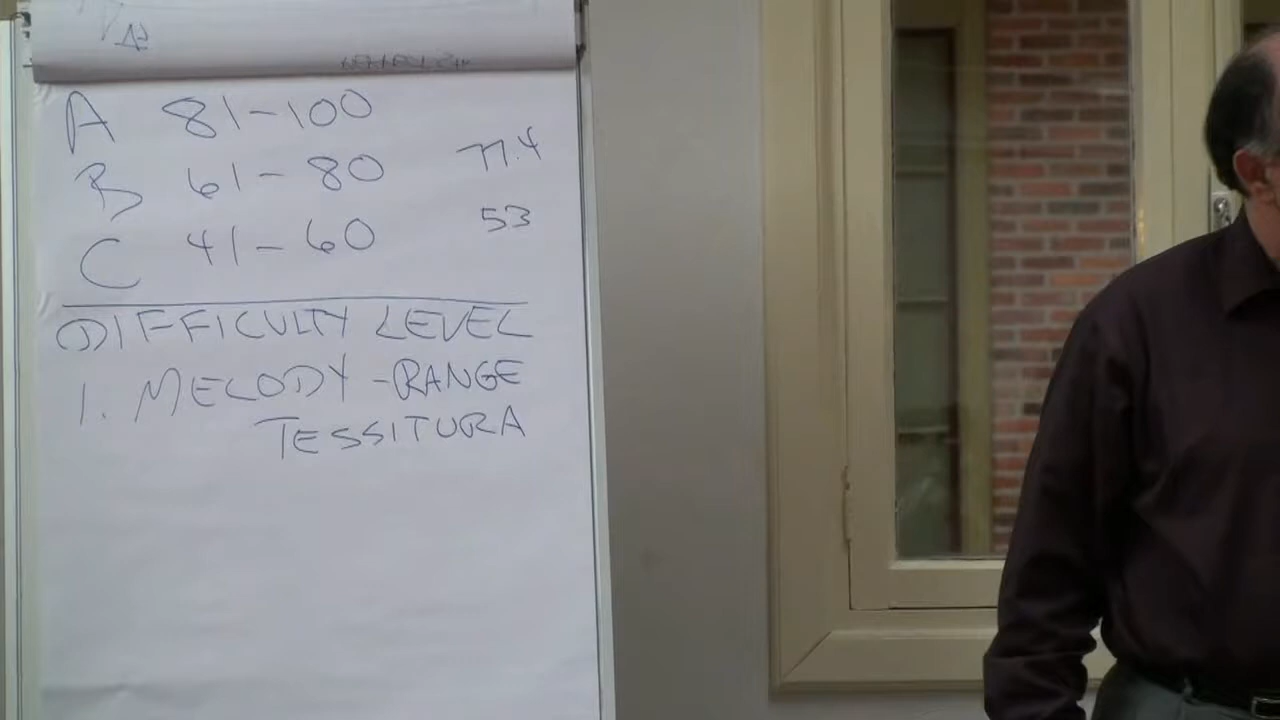 A 81-100
B 61-80 77.4
C 41-60 53
DIFFICULTY LEVEL
1. MELODY -RANGE
TESSITURA